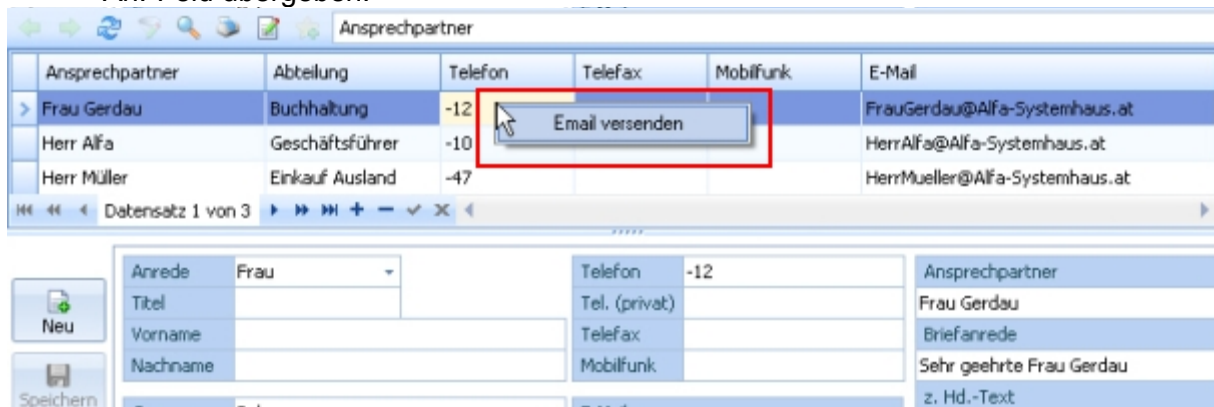 übergeben.
Ansprechpartner
Ansprechpartner Abteilung Telefon Telefax Mobilfunk E-Mail
Frau Gerdau Buchhaltung -12 FrauGerdau@Alfa-Systemhaus.at
Email versenden
Herr Alfa Geschäftsführer -10 HerrAlfa@Alfa-Systemhaus.at
Herr Müller Einkauf Ausland -47 HerrMueller@Alfa-Systemhaus.at
Datensatz 1 von 3
Anrede Frau Telefon -12 Ansprechpartner
Titel Tel. (privat) Frau Gerdau
Neu
Vorname Telefax Briefanrede
Nachname Mobilfunk Sehr geehrte Frau Gerdau
Speichern
z. Hd.-Text